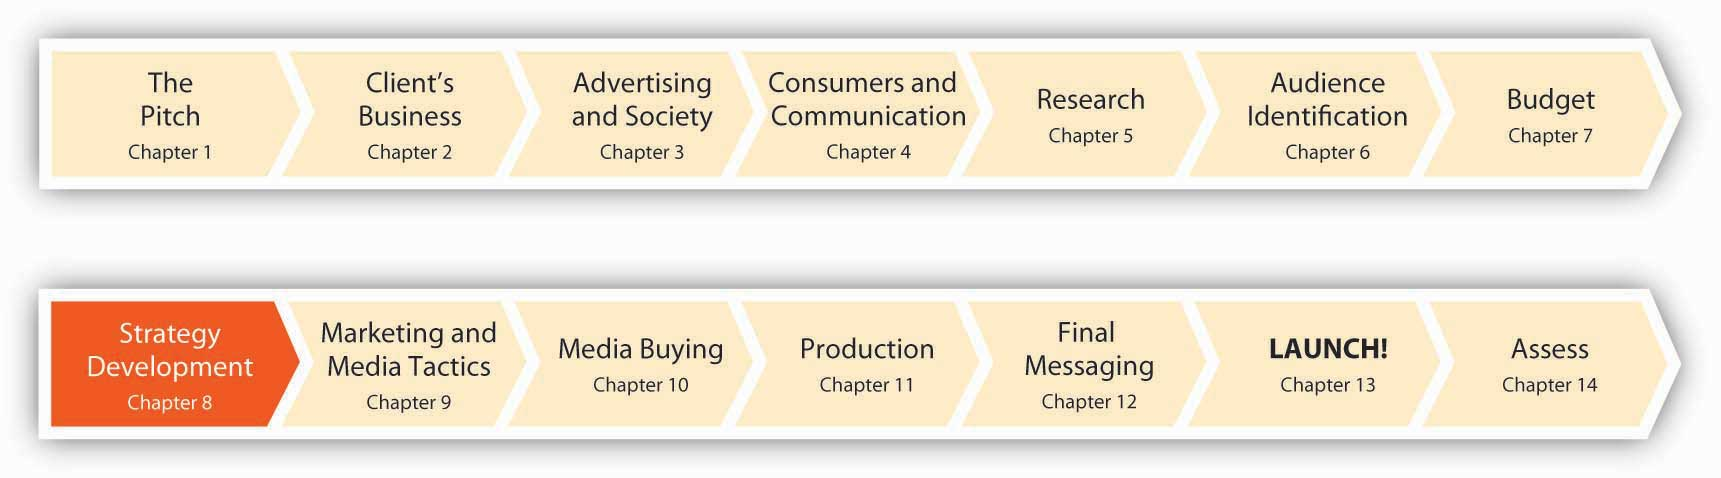 The
Pitch
Chapter 1
Client’s
Business
Chapter 2
Advertising
and Society
Chapter 3
Consumers and
Communication
Chapter 4
Research
Chapter 5
Audience
Identification
Chapter 6
Budget
Chapter 7
Strategy
Development
Chapter 8
Marketing and
Media Tactics
Chapter 9
Media Buying
Chapter 10
Production
Chapter 11
Final
Messaging
Chapter 12
LAUNCH!
Chapter 13
Assess
Chapter 14